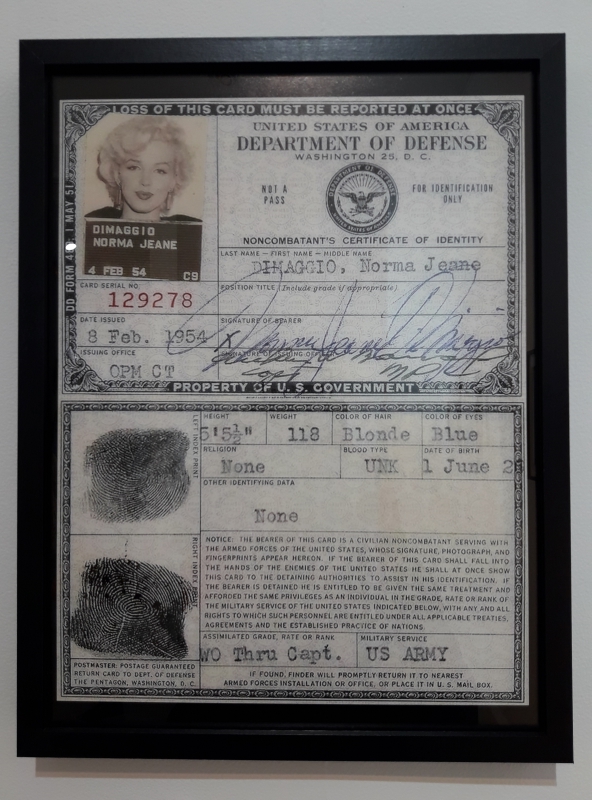 LOSS OF THIS CARD MUST BE REPORTED AT ONCE
DIMAGGIO
NORMA JEANE
4 FEB 54 C9
UNITED STATES OF AMERICA
DEPARTMENT OF DEFENSE
WASHINGTON 25, D. C.
NOT A
PASS
FOR IDENTIFICATION
ONLY
NONCOMBATANT'S CERTIFICATE OF IDENTITY
LAST NAME — FIRST NAME — MIDDLE NAME
DIMAGGIO, Norma Jeane
CARD SERIAL NO.
129278
POSITION TITLE (Include grade if appropriate)
DATE ISSUED
8 Feb. 1954
SIGNATURE OF BEARER
X
ISSUING OFFICE
OPM CT
SIGNATURE OF ISSUING OFFICER
DD FORM 1 MAY 51
PROPERTY OF U. S. GOVERNMENT
LEFT INDEX PRINT
HEIGHT
5'5½"
WEIGHT
118
COLOR OF HAIR
Blonde
COLOR OF EYES
Blue
RELIGION
None
BLOOD TYPE
UNK
DATE OF BIRTH
1 June
OTHER IDENTIFYING DATA
None
RIGHT INDEX
NOTICE: THE BEARER OF THIS CARD IS A CIVILIAN NONCOMBATANT SERVING WITH
THE ARMED FORCES OF THE UNITED STATES, WHOSE SIGNATURE, PHOTOGRAPH, AND
FINGERPRINTS APPEAR HEREON. IF THE BEARER OF THIS CARD SHALL FALL INTO
THE HANDS OF THE ENEMIES OF THE UNITED STATES HE SHALL AT ONCE SHOW
THIS CARD TO THE DETAINING AUTHORITIES TO ASSIST IN HIS IDENTIFICATION. IF
THE BEARER IS DETAINED HE IS ENTITLED TO BE GIVEN THE SAME TREATMENT AND
AFFORDED THE SAME PRIVILEGES AS AN INDIVIDUAL IN THE GRADE, RATE OR RANK OF
THE MILITARY SERVICE OF THE UNITED STATES INDICATED BELOW, WITH ANY AND ALL
RIGHTS TO WHICH SUCH PERSONNEL ARE ENTITLED UNDER ALL APPLICABLE TREATIES,
AGREEMENTS AND THE ESTABLISHED PRACTICE OF NATIONS.
ASSIMILATED GRADE, RATE OR RANK
WO Thru Capt.
MILITARY SERVICE
US ARMY
POSTMASTER: POSTAGE GUARANTEED
RETURN CARD TO DEPT. OF DEFENSE
THE PENTAGON, WASHINGTON, D. C.
IF FOUND, FINDER WILL PROMPTLY RETURN IT TO NEAREST
ARMED FORCES INSTALLATION OR OFFICE, OR PLACE IT IN U. S. MAIL BOX.